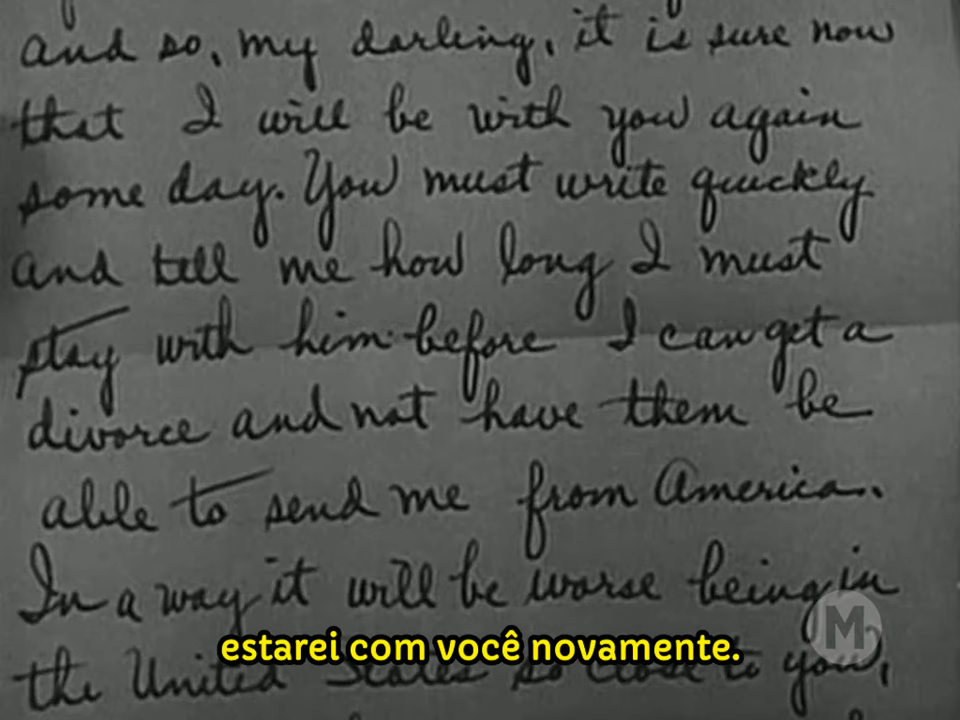 and so, my darling, it is sure now
that I will be with you again
some day. You must write quickly
and tell me how long I must
stay with him before I can get a
divorce and not have them be
able to send me from America.
In a way it will be worse being in
the United States so close to you,
estarei com você novamente.
M